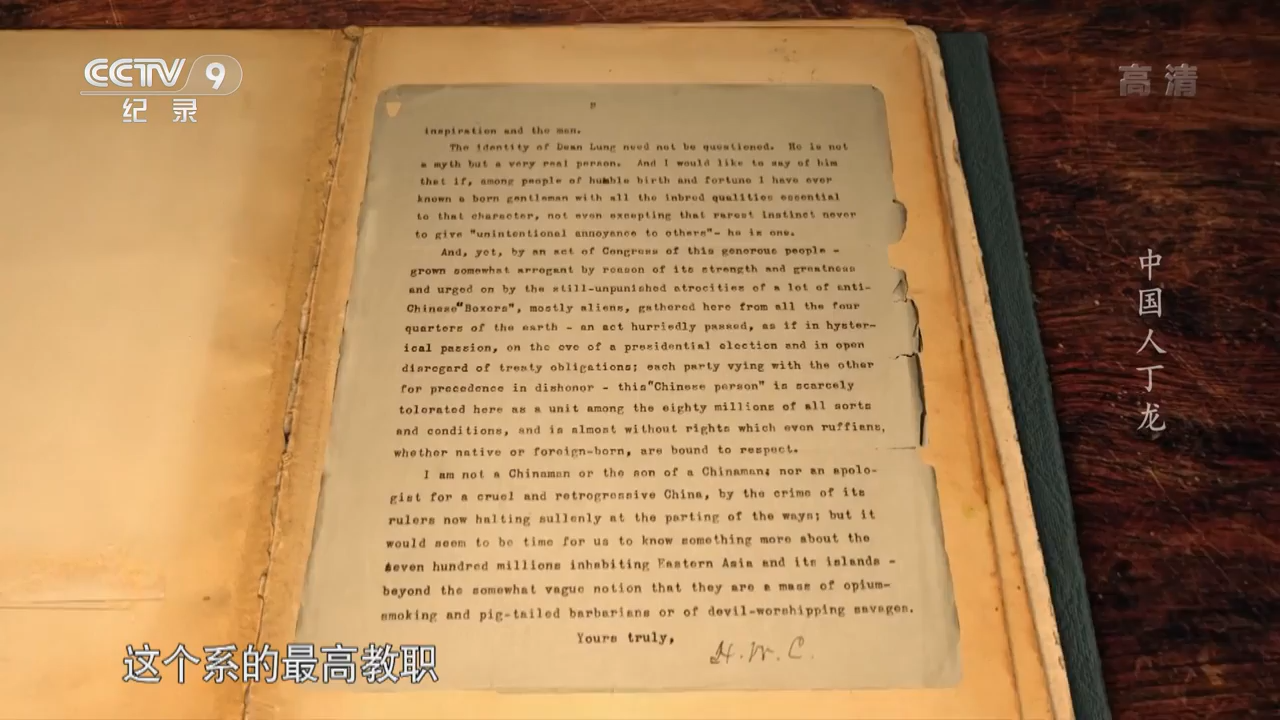 CCTV 9
纪录
高清
中国人丁龙
inspiration and the man.
The identity of Dean Lung need not be questioned. He is not
a myth but a very real person. And I would like to say of him
that if, among people of humble birth and fortune I have ever
known a born gentleman with all the inbred qualities essential
to that character, not even excepting that rarest instinct never
to give "unintentional annoyance to others"- he is one.
And, yet, by an act of Congress of this generous people -
grown somewhat arrogant by reason of its strength and greatness
and urged on by the still-unpunished atrocities of a lot of anti-
Chinese "Boxers", mostly aliens, gathered here from all the four
quarters of the earth - an act hurriedly passed, as if in hyster-
ical passion, on the eve of a presidential election and in open
disregard of treaty obligations; each party vying with the other
for precedence in dishonor - this "Chinese person" is scarcely
tolerated here as a unit among the eighty millions of all sorts
and conditions, and is almost without rights which even ruffians,
whether native or foreign-born, are bound to respect.
I am not a Chinaman or the son of a Chinaman; nor an apolo-
gist for a cruel and retrogressive China, by the crime of its
rulers now halting sullenly at the parting of the ways; but it
would seem to be time for us to know something more about the
seven hundred millions inhabiting Eastern Asia and its islands -
beyond the somewhat vague notion that they are a mass of opium-
smoking and pig-tailed barbarians or of devil-worshipping savages.
Yours truly,
H. W. C.
这个系的最高教职